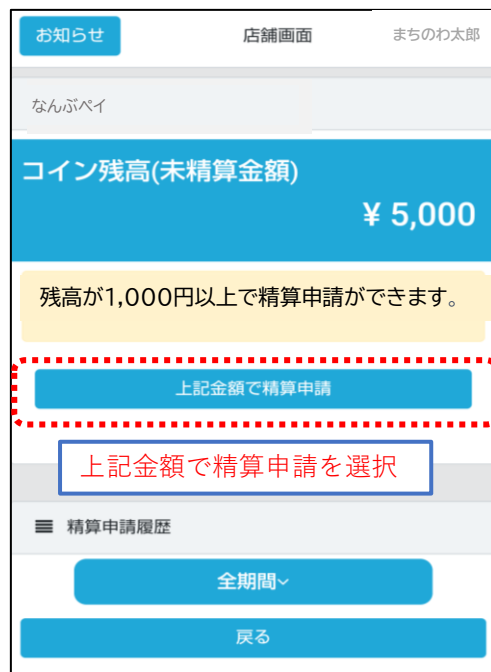 お知らせ
店舗画面
まちのわ太郎
なんぶペイ
コイン残高(未精算金額)
¥ 5,000
残高が1,000円以上で精算申請ができます。
上記金額で精算申請
上記金額で精算申請を選択
精算申請履歴
全期間
戻る